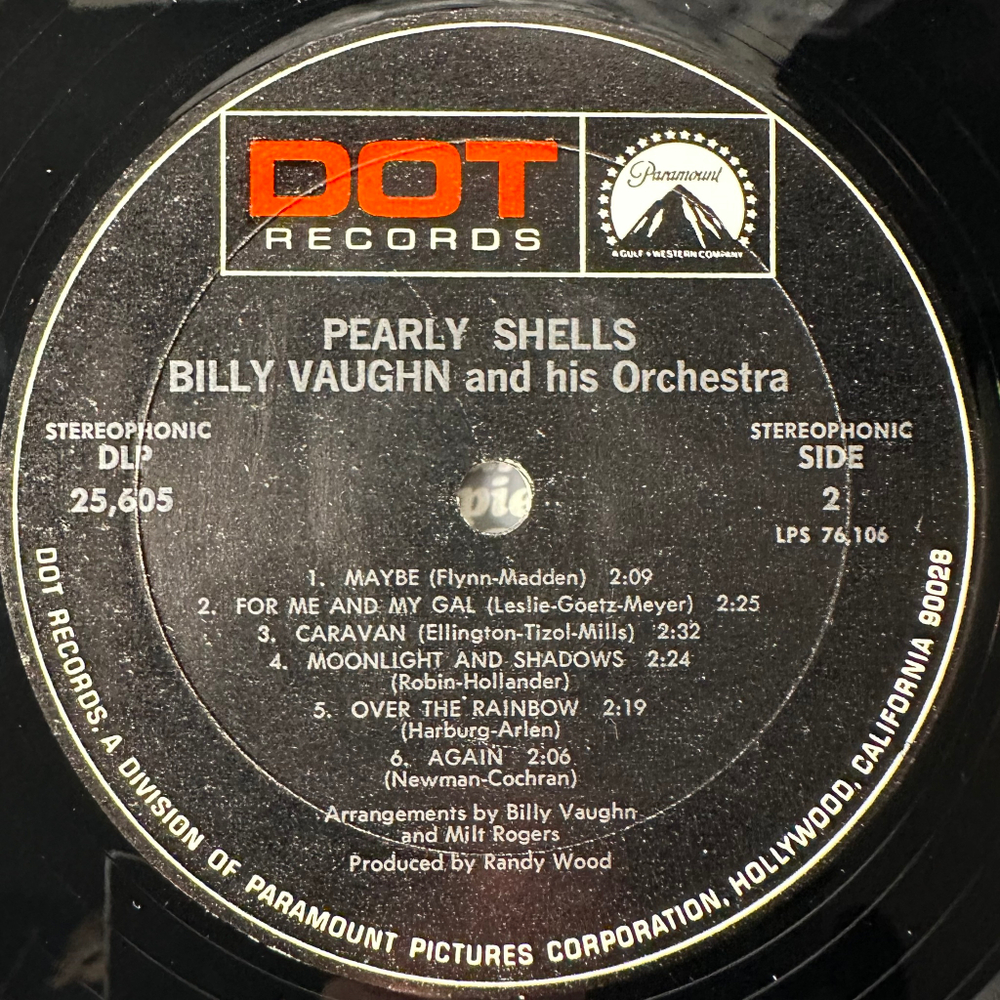 DOT
RECORDS
Paramount
A GULF + WESTERN COMPANY
PEARLY SHELLS
BILLY VAUGHN and his Orchestra
STEREOPHONIC
DLP
25,605
STEREOPHONIC
SIDE
2
LPS 76,106
pie
1. MAYBE (Flynn-Madden) 2:09
2. FOR ME AND MY GAL (Leslie-Goetz-Meyer) 2:25
3. CARAVAN (Ellington-Tizol-Mills) 2:32
4. MOONLIGHT AND SHADOWS 2:24
(Robin-Hollander)
5. OVER THE RAINBOW 2:19
(Harburg-Arlen)
6. AGAIN 2:06
(Newman-Cochran)
Arrangements by Billy Vaughn
and Milt Rogers
Produced by Randy Wood
DOT RECORDS, A DIVISION OF PARAMOUNT PICTURES CORPORATION, HOLLYWOOD, CALIFORNIA 90028